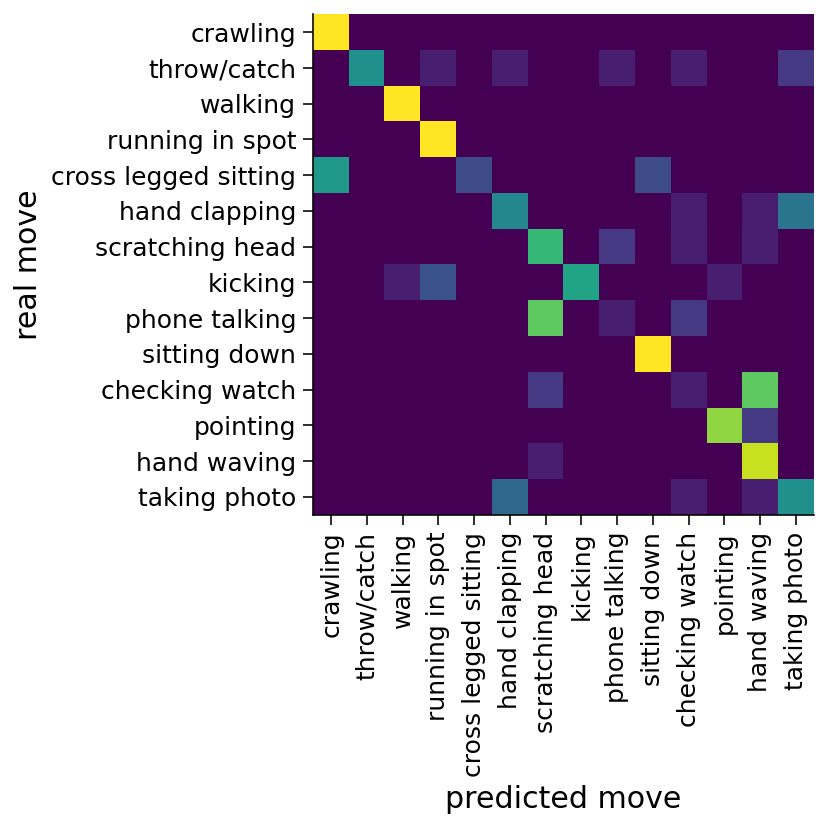 crawling
throw/catch
walking
running in spot
cross legged sitting
hand clapping
scratching head
kicking
phone talking
sitting down
checking watch
pointing
hand waving
taking photo
real move
crawling
throw/catch
walking
running in spot
cross legged sitting
hand clapping
scratching head
kicking
phone talking
sitting down
checking watch
pointing
hand waving
taking photo
predicted move